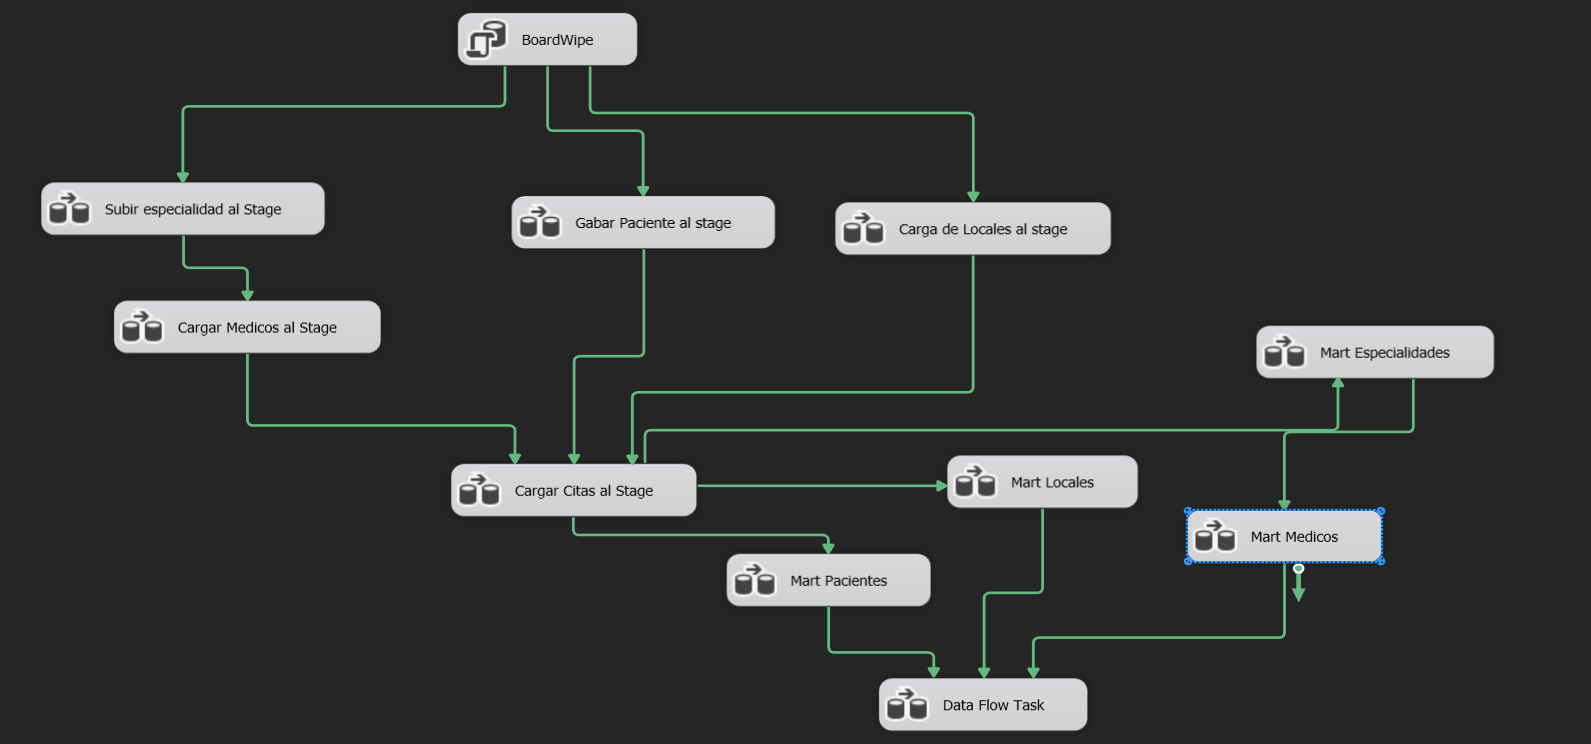 BoardWipe
Subir especialidad al Stage
Gabar Paciente al stage
Carga de Locales al stage
Cargar Medicos al Stage
Mart Especialidades
Cargar Citas al Stage
Mart Locales
Mart Medicos
Mart Pacientes
Data Flow Task